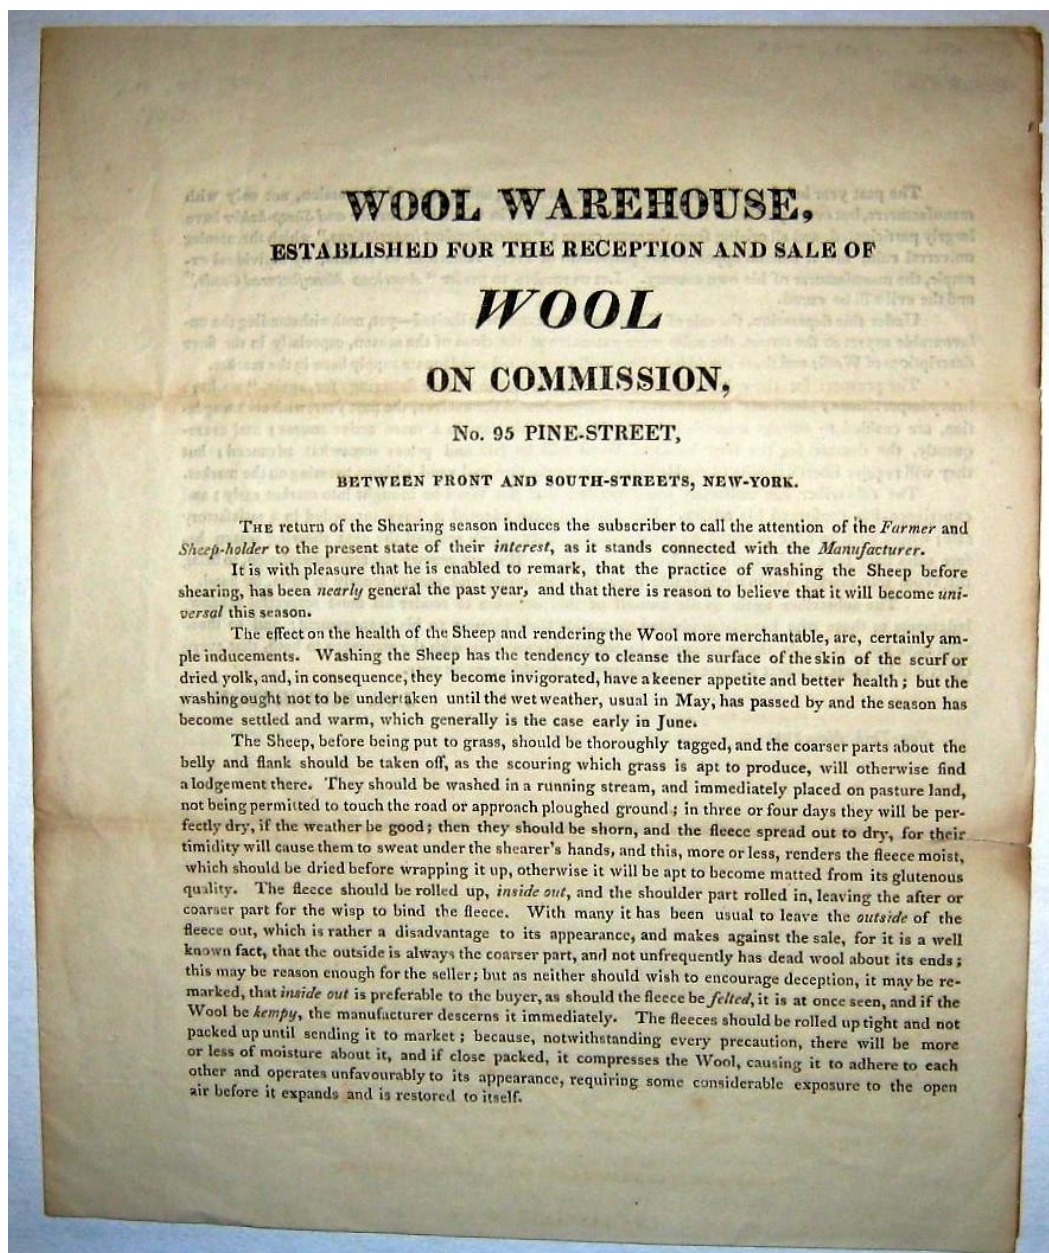 WOOL WAREHOUSE,
ESTABLISHED FOR THE RECEPTION AND SALE OF
WOOL
ON COMMISSION,
No. 95 PINE-STREET,
BETWEEN FRONT AND SOUTH-STREETS, NEW-YORK.
THE return of the Shearing season induces the subscriber to call the attention of the Farmer and
Sheep-holder to the present state of their interest, as it stands connected with the Manufacturer.
It is with pleasure that he is enabled to remark, that the practice of washing the Sheep before
shearing, has been nearly general the past year, and that there is reason to believe that it will become uni-
versal this season.
The effect on the health of the Sheep and rendering the Wool more merchantable, are, certainly am-
ple inducements. Washing the Sheep has the tendency to cleanse the surface of the skin of the scurf or
dried yolk, and, in consequence, they become invigorated, have a keener appetite and better health; but the
washing ought not to be undertaken until the wet weather, usual in May, has passed by and the season has
become settled and warm, which generally is the case early in June.
The Sheep, before being put to grass, should be thoroughly tagged, and the coarser parts about the
belly and flank should be taken off, as the scouring which grass is apt to produce, will otherwise find
a lodgement there. They should be washed in a running stream, and immediately placed on pasture land,
not being permitted to touch the road or approach ploughed ground; in three or four days they will be per-
fectly dry, if the weather be good; then they should be shorn, and the fleece spread out to dry, for their
timidity will cause them to sweat under the shearer's hands, and this, more or less, renders the fleece moist,
which should be dried before wrapping it up, otherwise it will be apt to become matted from its glutenous
quality. The fleece should be rolled up, inside out, and the shoulder part rolled in, leaving the after or
coarser part for the wisp to bind the fleece. With many it has been usual to leave the outside of the
fleece out, which is rather a disadvantage to its appearance, and makes against the sale, for it is a well
known fact, that the outside is always the coarser part, and not unfrequently has dead wool about its ends;
this may be reason enough for the seller; but as neither should wish to encourage deception, it may be re-
marked, that inside out is preferable to the buyer, as should the fleece be felted, it is at once seen, and if the
Wool be kempy, the manufacturer descerns it immediately. The fleeces should be rolled up tight and not
packed up until sending it to market; because, notwithstanding every precaution, there will be more
or less of moisture about it, and if close packed, it compresses the Wool, causing it to adhere to each
other and operates unfavourably to its appearance, requiring some considerable exposure to the open
air before it expands and is restored to itself.